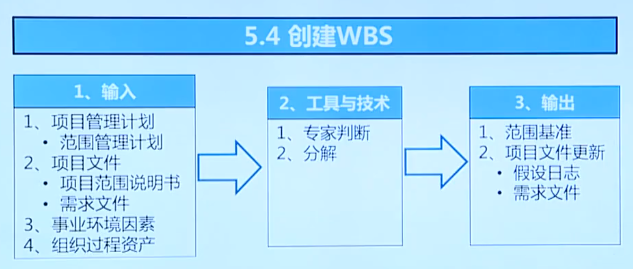 5.4 创建WBS
1、输入
1、项目管理计划
• 范围管理计划
2、项目文件
• 项目范围说明书
• 需求文件
3、事业环境因素
4、组织过程资产
2、工具与技术
1、专家判断
2、分解
3、输出
1、范围基准
2、项目文件更新
• 假设日志
• 需求文件